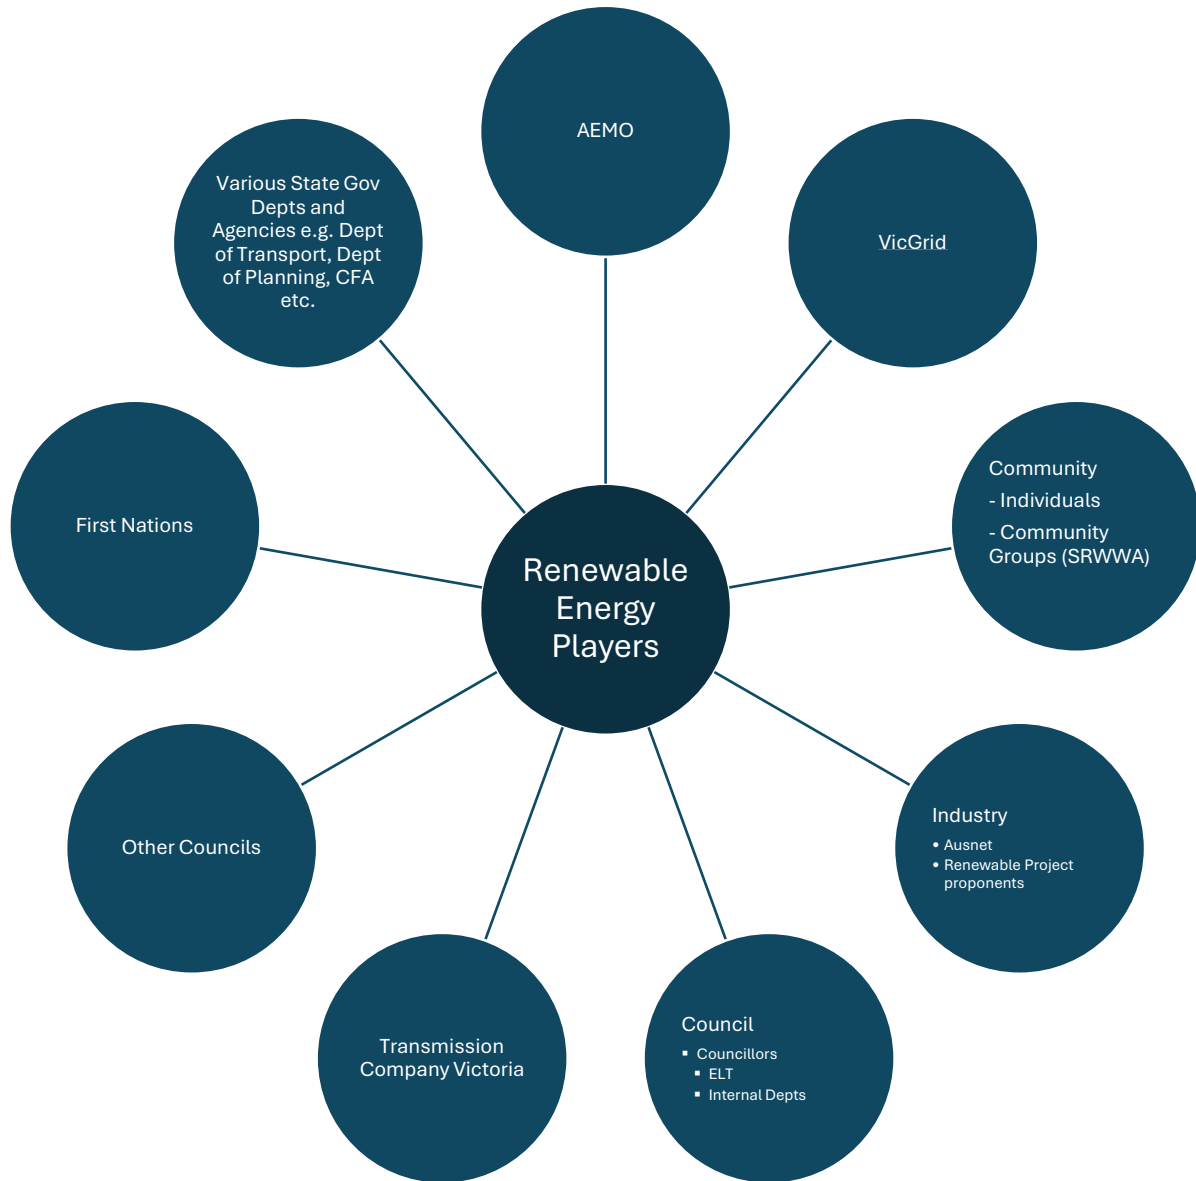 AEMO
Various State Gov
Depts and
Agencies e.g. Dept
of Transport, Dept
of Planning, CFA
etc.
VicGrid
Community
- Individuals
- Community
Groups (SRWWA)
First Nations
Renewable
Energy
Players
Industry
• Ausnet
• Renewable Project
proponents
Other Councils
Council
▪ Councillors
▪ ELT
▪ Internal Depts
Transmission
Company Victoria